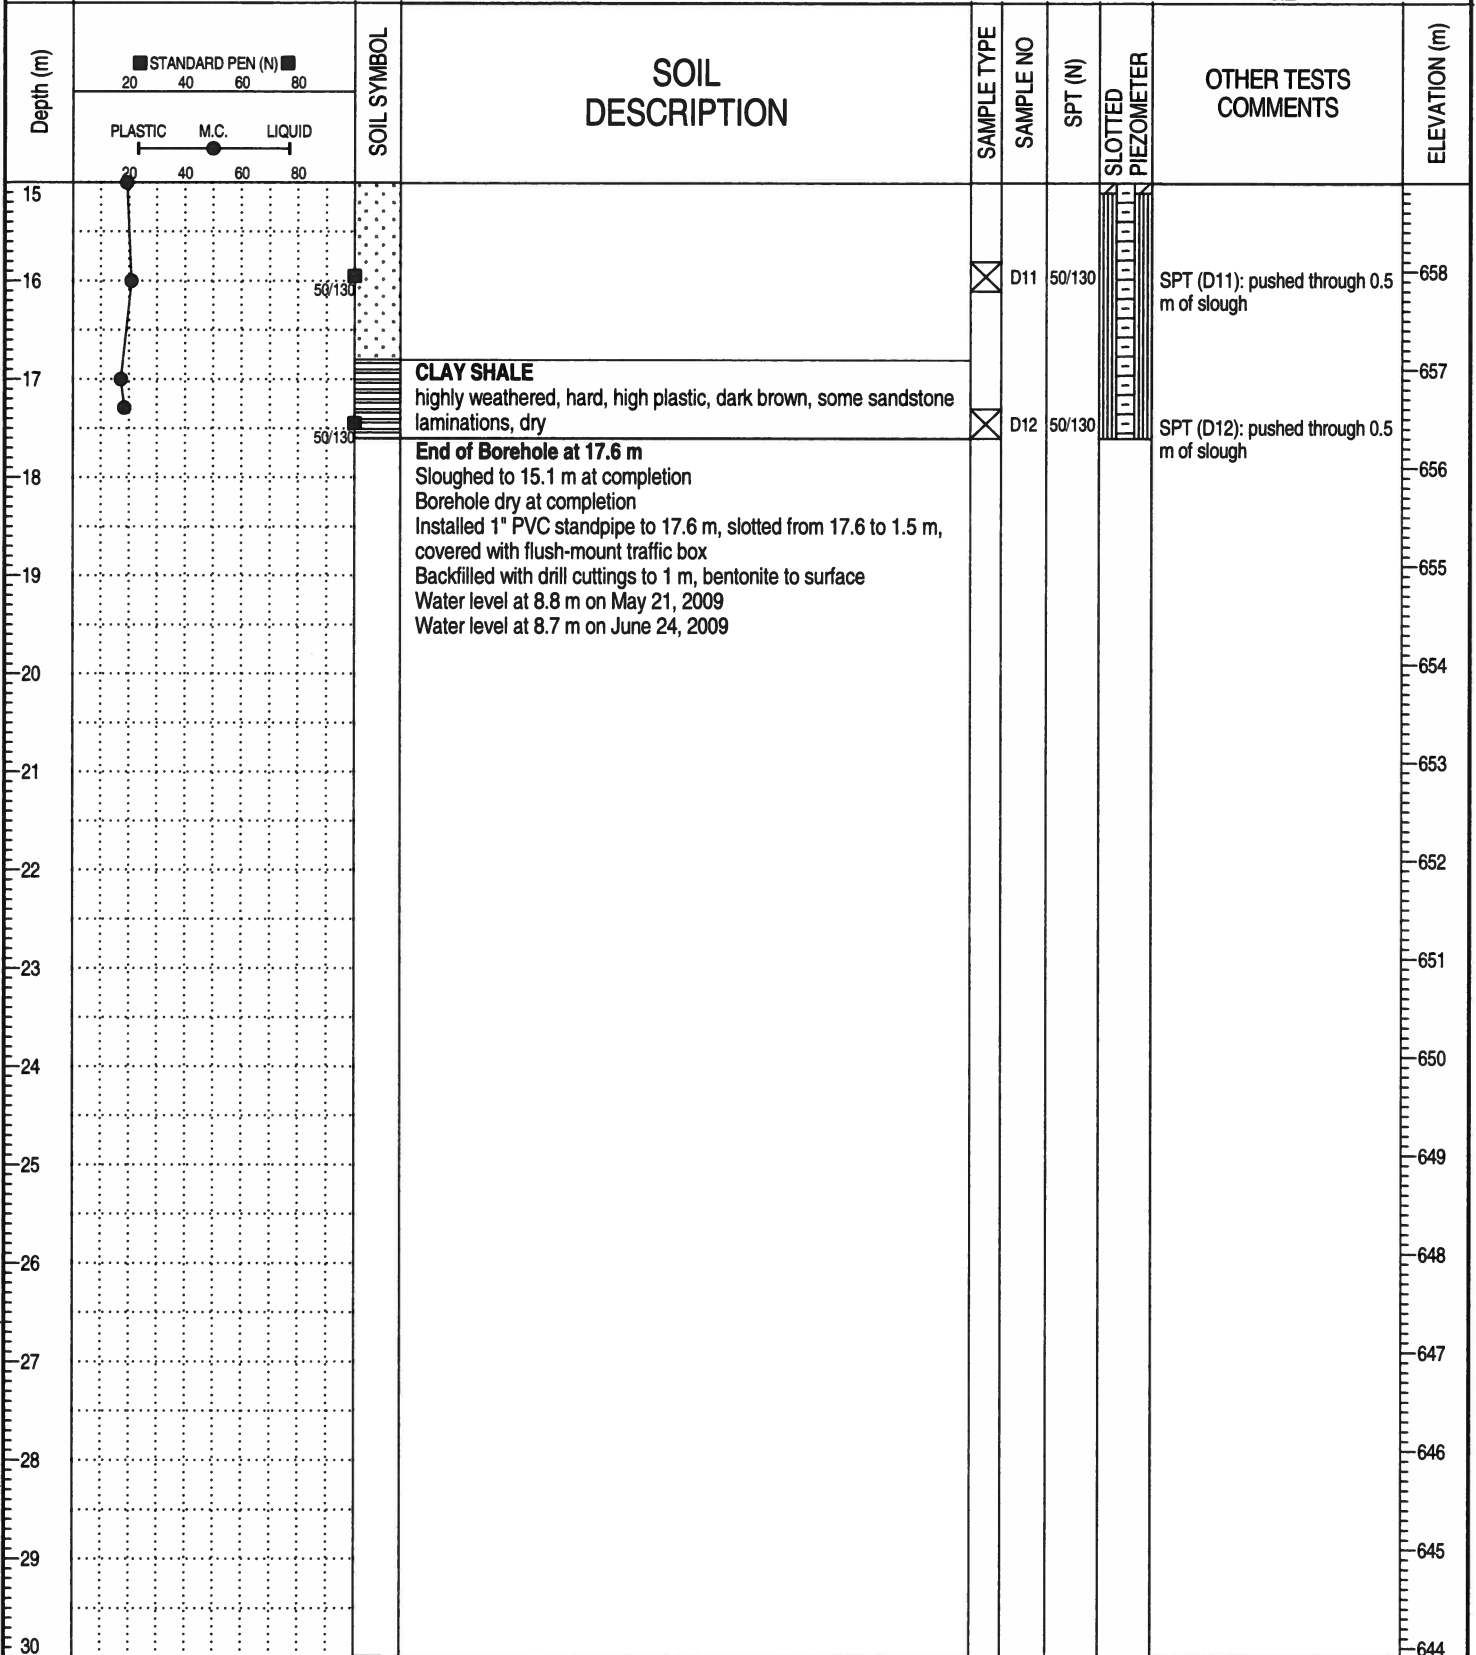 Depth (m)
STANDARD PEN (N)
20 40 60 80
PLASTIC M.C. LIQUID
20 40 60 80
SOIL SYMBOL
SOIL
DESCRIPTION
SAMPLE TYPE
SAMPLE NO
SPT (N)
SLOTTED
PIEZOMETER
OTHER TESTS
COMMENTS
ELEVATION (m)
15
16
17
18
19
20
21
22
23
24
25
26
27
28
29
30
50/130
50/130
CLAY SHALE
highly weathered, hard, high plastic, dark brown, some sandstone
laminations, dry
End of Borehole at 17.6 m
Sloughed to 15.1 m at completion
Borehole dry at completion
Installed 1" PVC standpipe to 17.6 m, slotted from 17.6 to 1.5 m,
covered with flush-mount traffic box
Backfilled with drill cuttings to 1 m, bentonite to surface
Water level at 8.8 m on May 21, 2009
Water level at 8.7 m on June 24, 2009
D11 50/130
D12 50/130
SPT (D11): pushed through 0.5
m of slough
SPT (D12): pushed through 0.5
m of slough
658
657
656
655
654
653
652
651
650
649
648
647
646
645
644